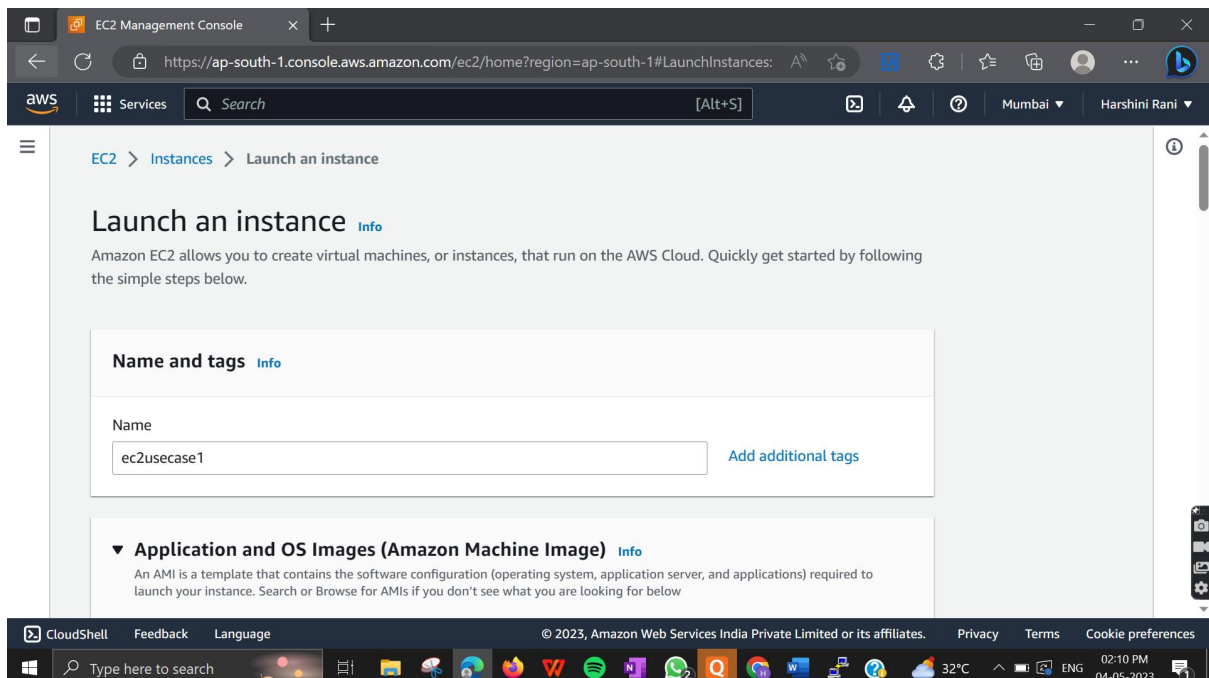 EC2 Management Console
https://ap-south-1.console.aws.amazon.com/ec2/home?region=ap-south-1#LaunchInstances:
aws Services Search [Alt+S] Mumbai ▼ Harshini Rani ▼
EC2 > Instances > Launch an instance
Launch an instance Info
Amazon EC2 allows you to create virtual machines, or instances, that run on the AWS Cloud. Quickly get started by following
the simple steps below.
Name and tags Info
Name
ec2usecase1 Add additional tags
▼ Application and OS Images (Amazon Machine Image) Info
An AMI is a template that contains the software configuration (operating system, application server, and applications) required to
launch your instance. Search or Browse for AMIs if you don't see what you are looking for below
CloudShell Feedback Language © 2023, Amazon Web Services India Private Limited or its affiliates. Privacy Terms Cookie preferences
Type here to search 32°C ENG 02:10 PM
04-05-2023